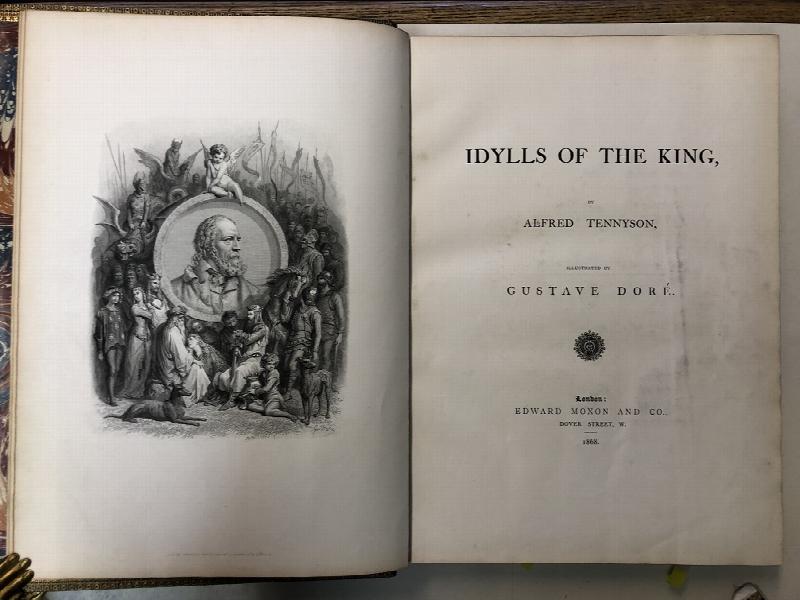 IDYLLS OF THE KING,
BY
ALFRED TENNYSON,
ILLUSTRATED BY
GUSTAVE DORÉ.
London:
EDWARD MOXON AND CO.,
DOVER STREET, W.
1868.